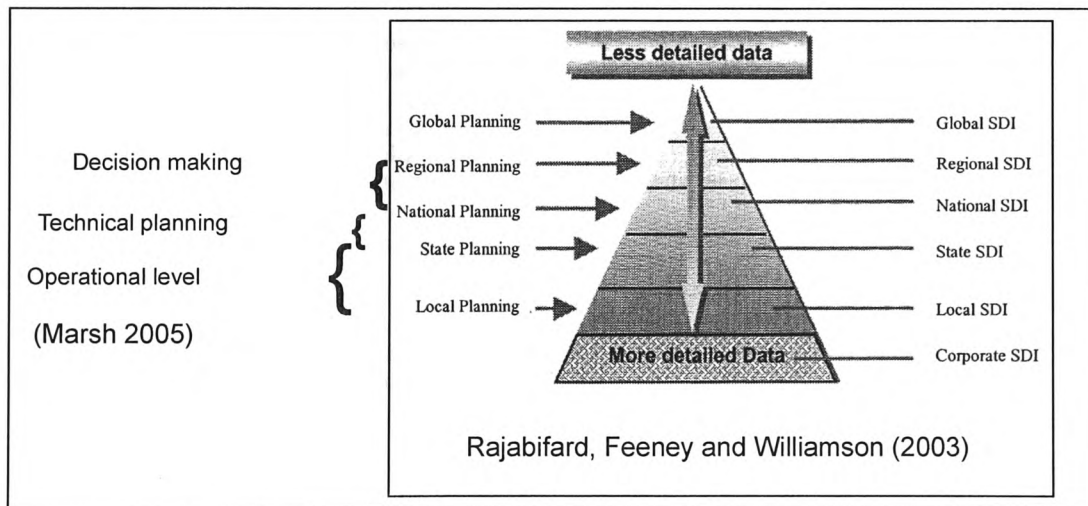 Less detailed data
Global Planning
Global SDI
Decision making
Regional Planning
Regional SDI
Technical planning
National Planning
National SDI
Operational level
State Planning
State SDI
Local Planning
Local SDI
(Marsh 2005)
More detailed Data
Corporate SDI
Rajabifard, Feeney and Williamson (2003)